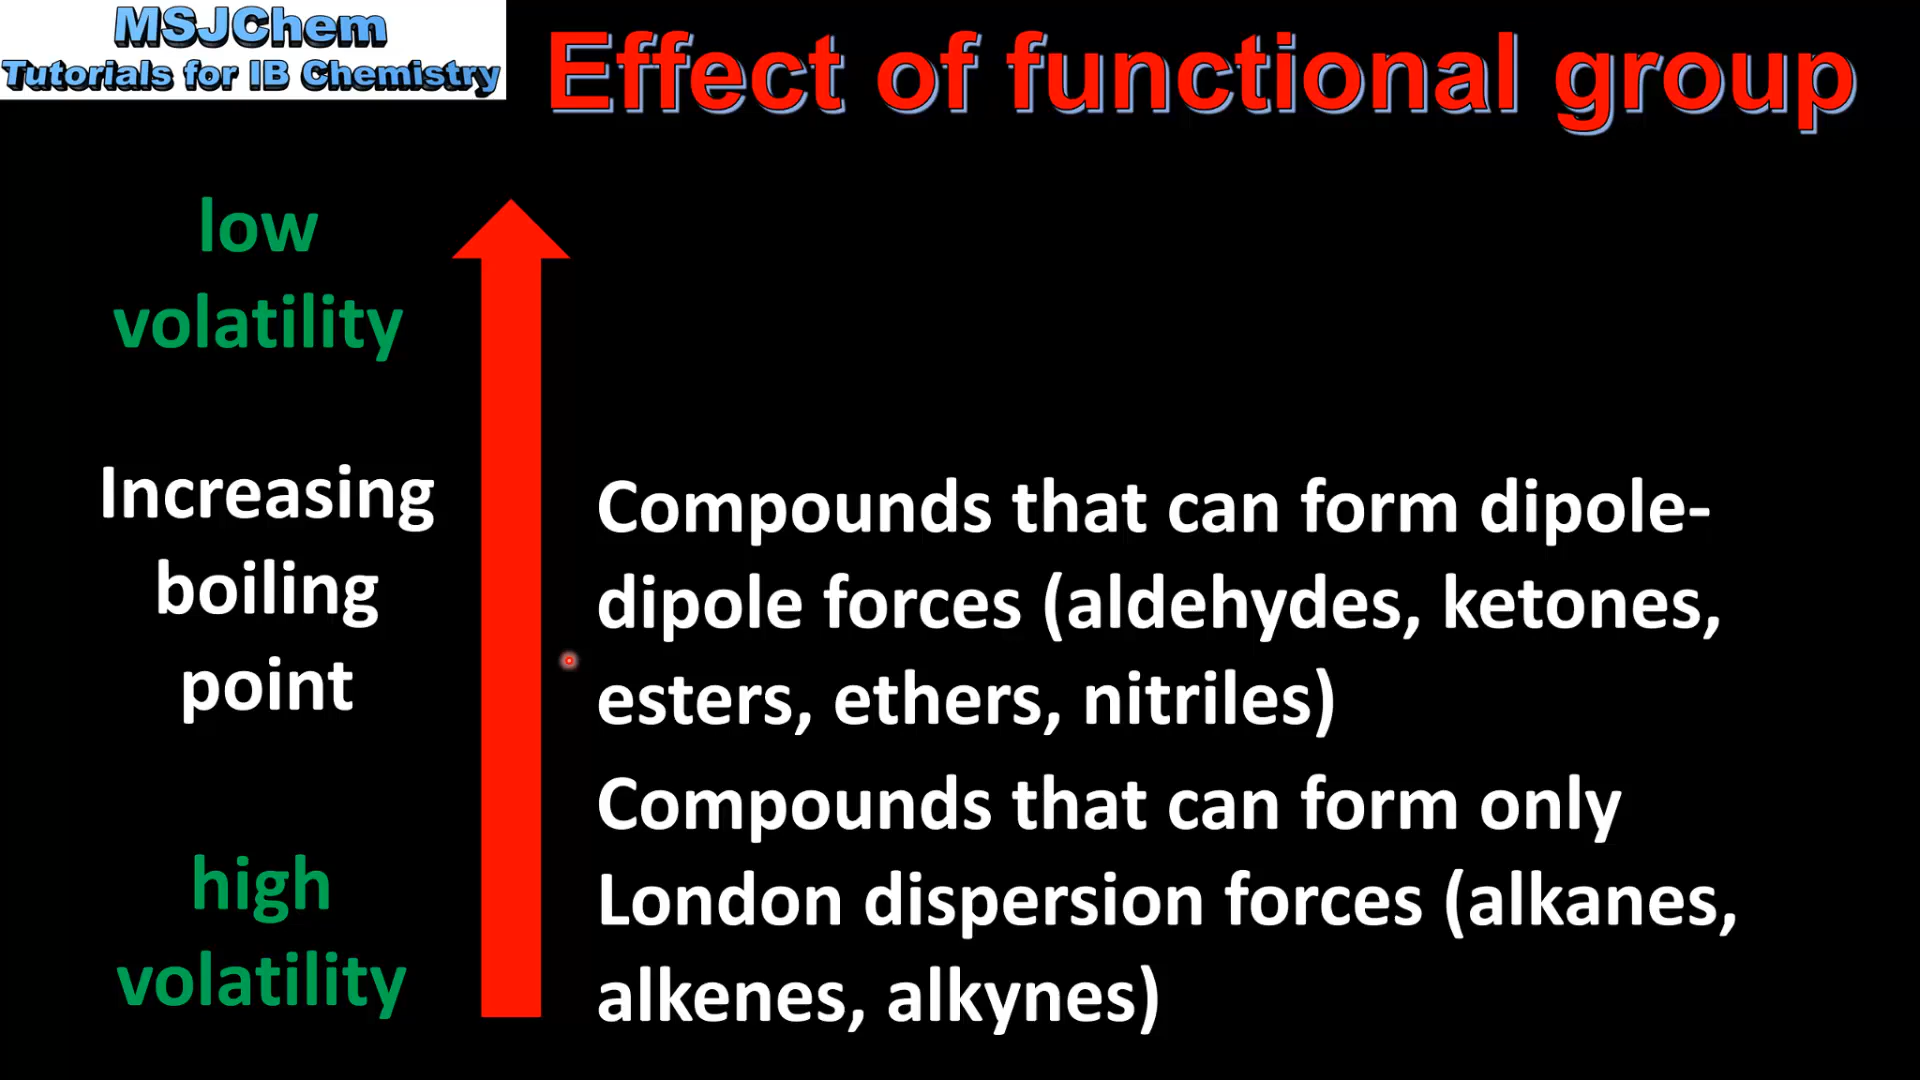 MSJChem
Tutorials for IB Chemistry
Effect of functional group
low
volatility
Increasing
boiling
point
high
volatility
Compounds that can form dipole-
dipole forces (aldehydes, ketones,
esters, ethers, nitriles)
Compounds that can form only
London dispersion forces (alkanes,
alkenes, alkynes)